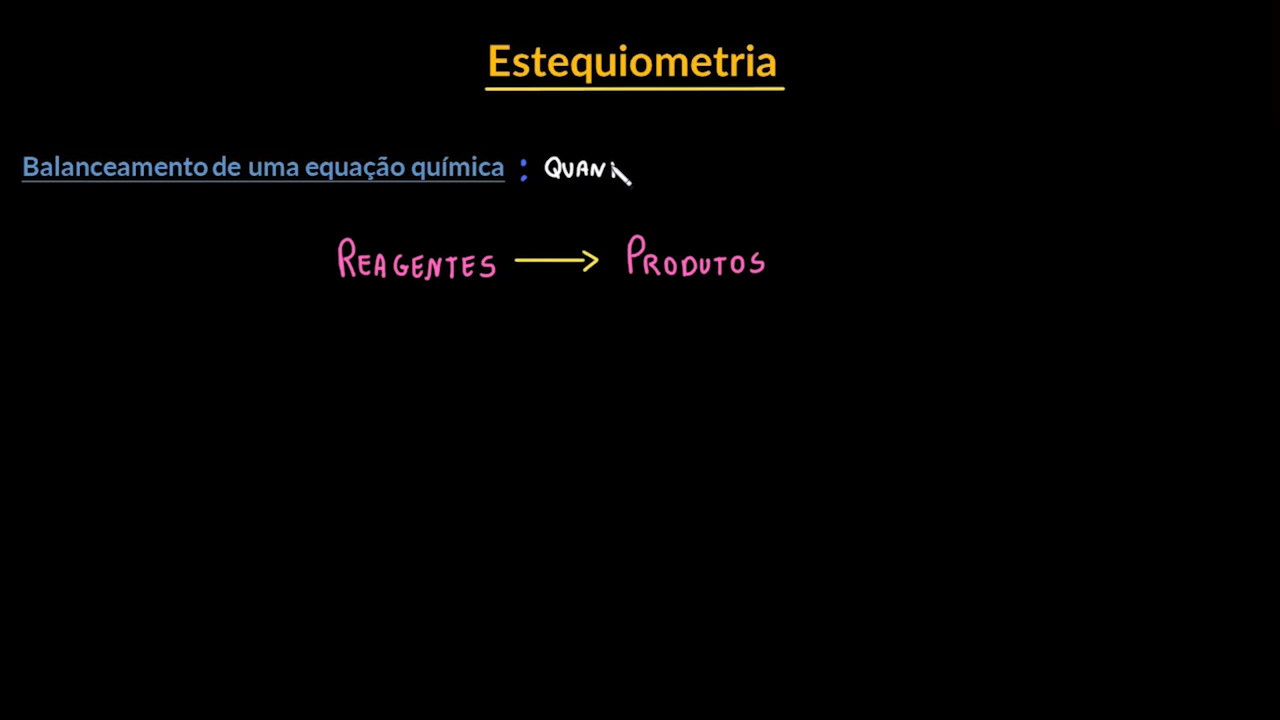 Estequiometria
Balanceamento de uma equação química : QUAN
REAGENTES → PRODUTOS